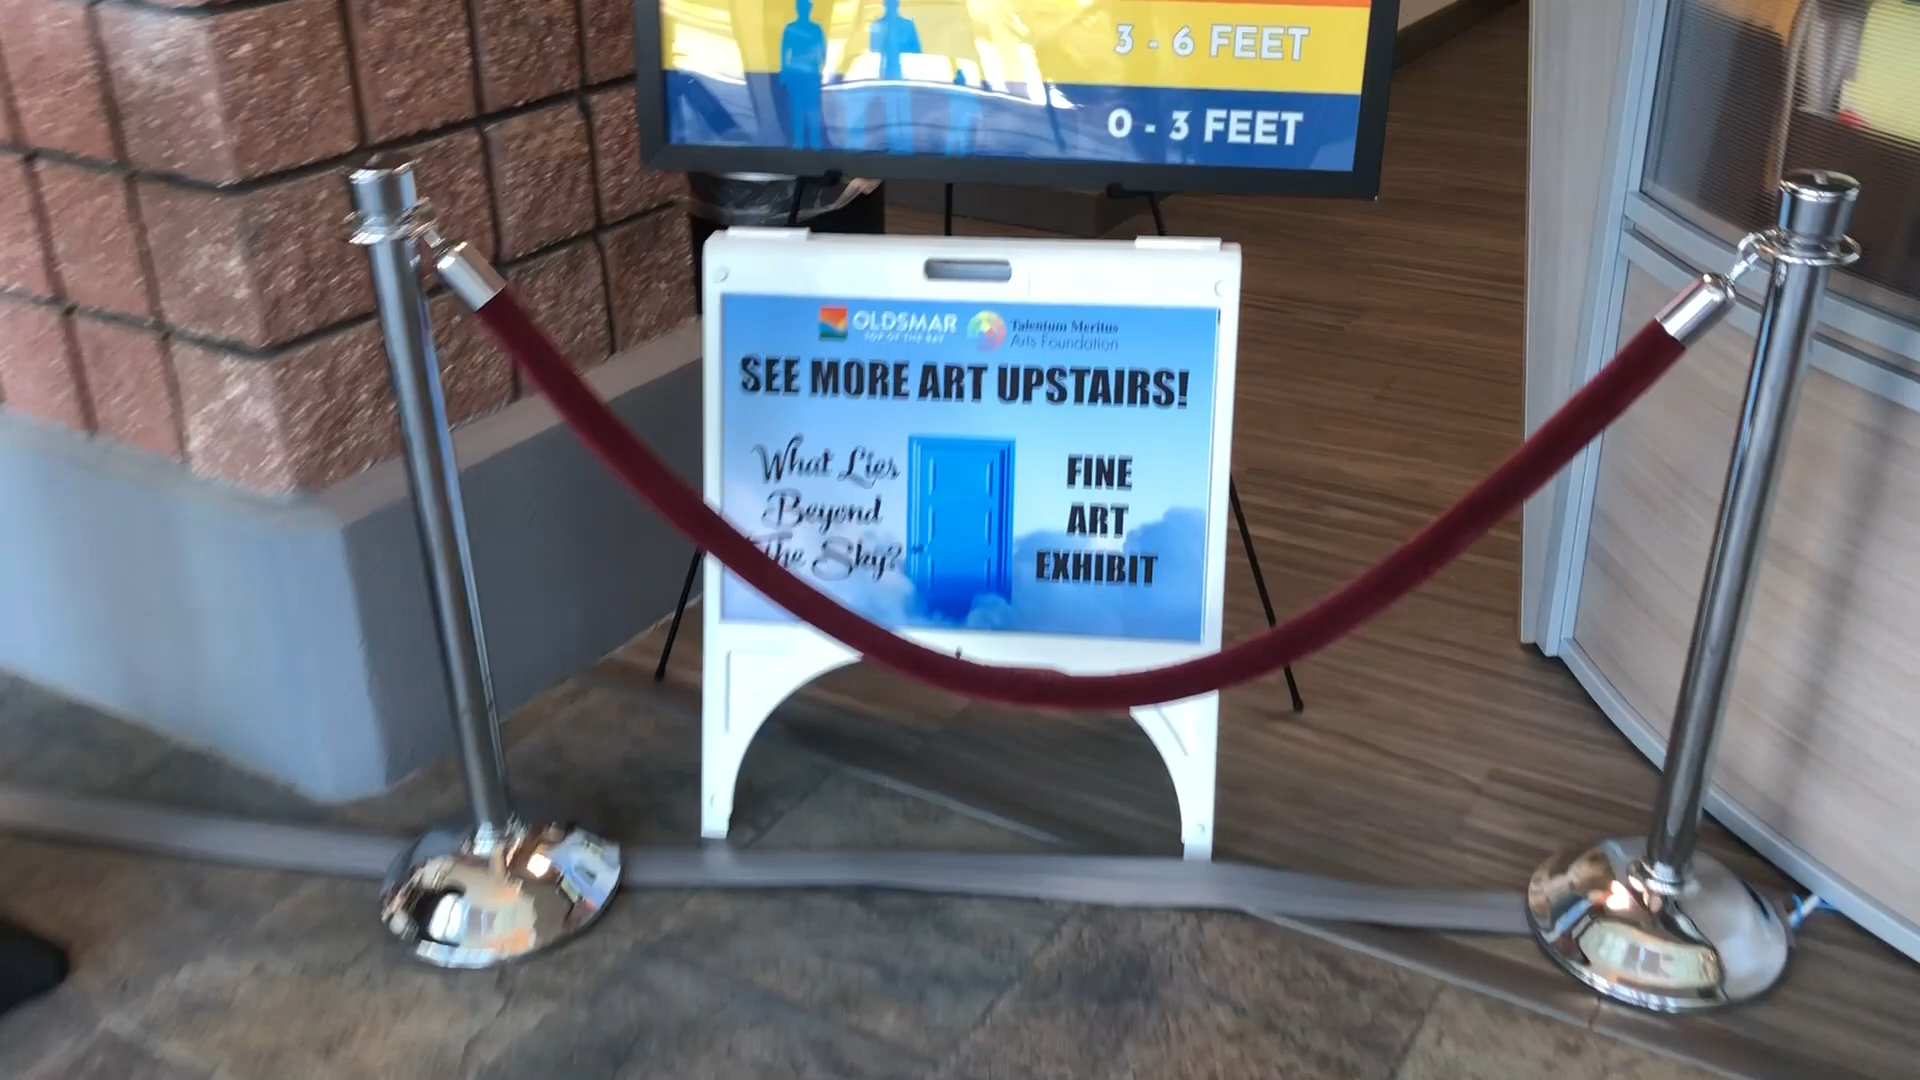 3 - 6 FEET
0 - 3 FEET
OLDSMAR
TOP OF THE BAY
Talentum Meritus
Arts Foundation
SEE MORE ART UPSTAIRS!
What Lies
Beyond
The Sky?
FINE
ART
EXHIBIT